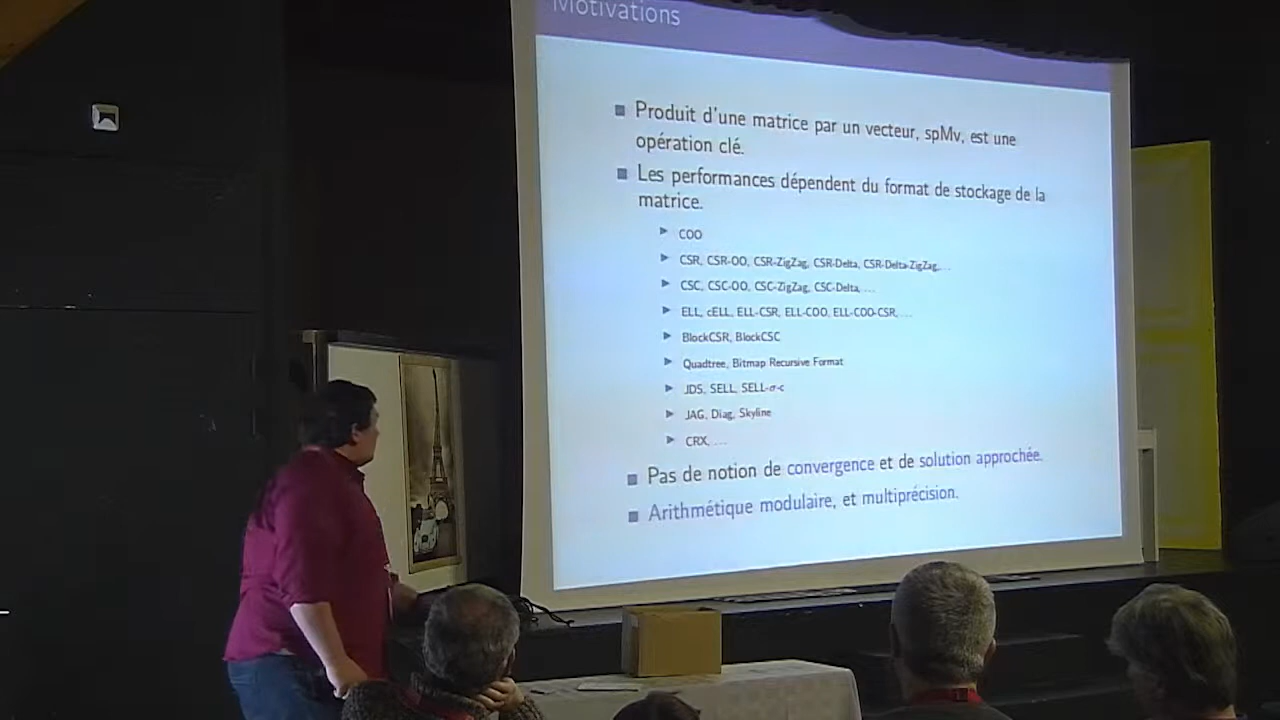 Motivations
Produit d'une matrice par un vecteur, spMv, est une
opération clé.
Les performances dépendent du format de stockage de la
matrice.
COO
CSR, CSR-OO, CSR-ZigZag, CSR-Delta, CSR-Delta-ZigZag,...
CSC, CSC-OO, CSC-ZigZag, CSC-Delta, ...
ELL, cELL, ELL-CSR, ELL-COO, ELL-COO-CSR, ...
BlockCSR, BlockCSC
Quadtree, Bitmap Recursive Format
JDS, SELL, SELL-σ-c
JAG, Diag, Skyline
CRX, ...
Pas de notion de convergence et de solution approchée.
Arithmétique modulaire, et multiprécision.